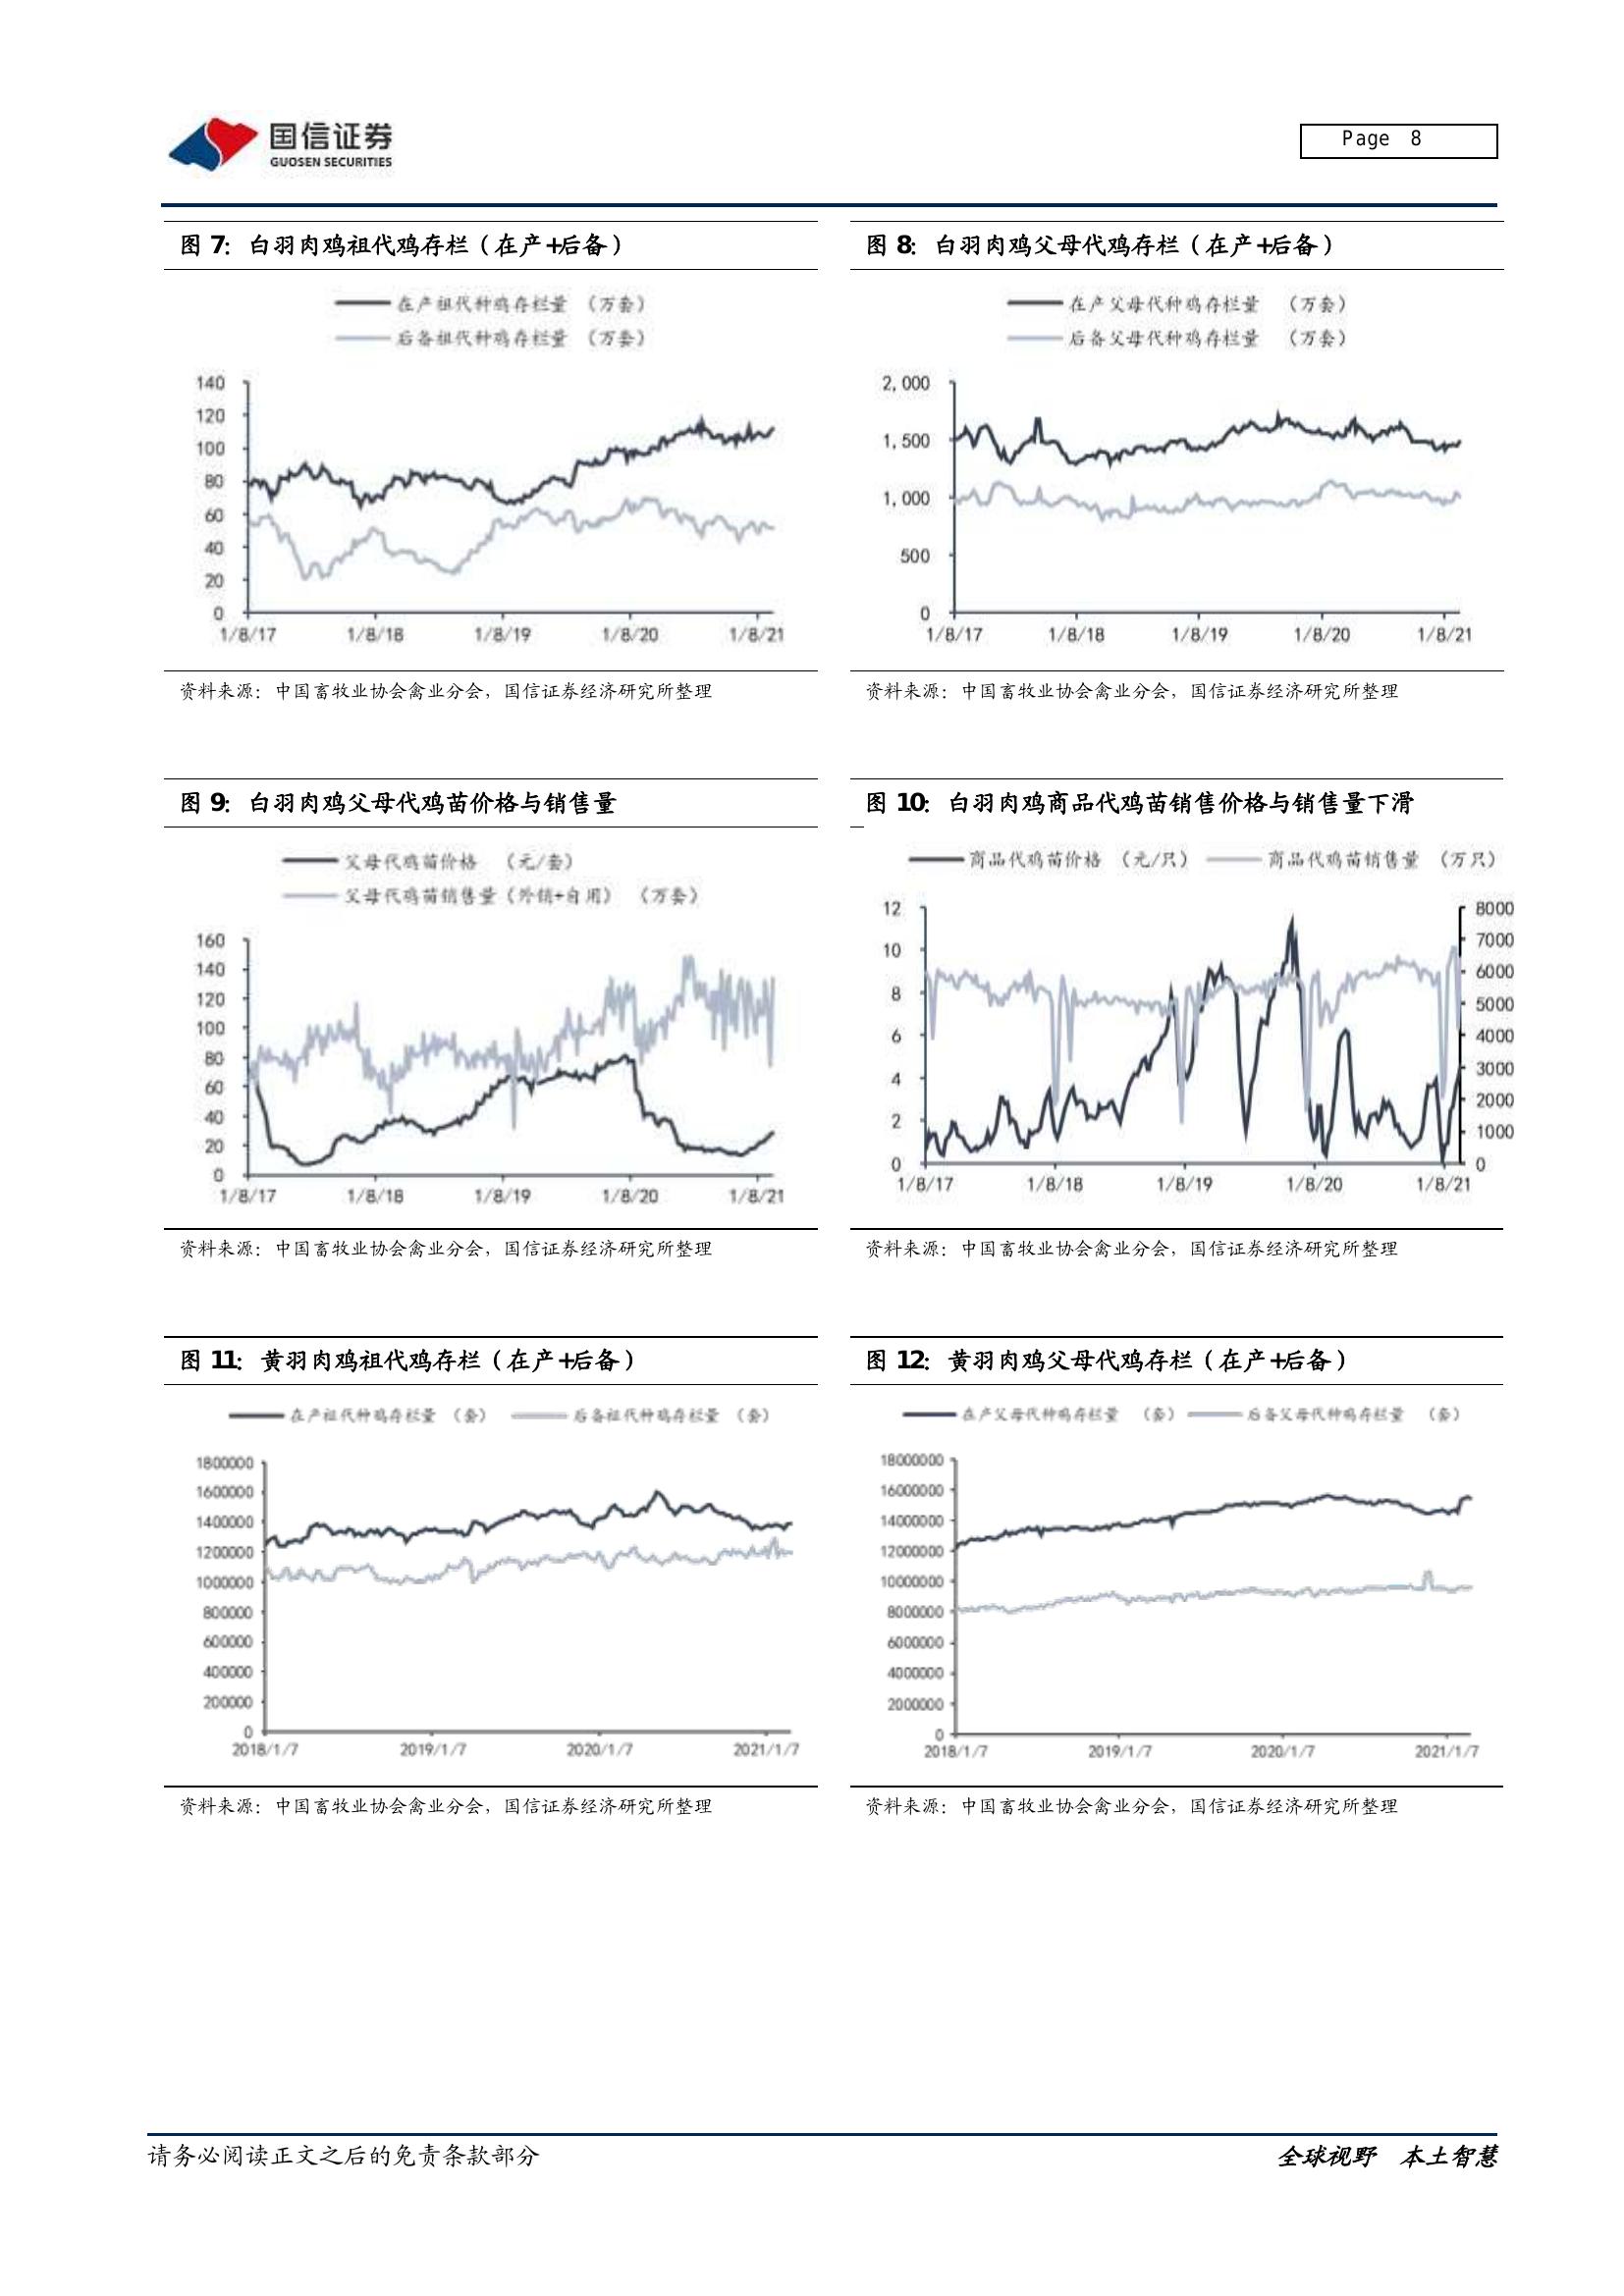 国信证券
GUOSEN SECURITIES
Page 8
图 7: 白羽肉鸡祖代鸡存栏（在产+后备）
在产祖代种鸡存栏量 （万套）
后备祖代种鸡存栏量 （万套）
140
120
100
80
60
40
20
0
1/8/17 1/8/18 1/8/19 1/8/20 1/8/21
资料来源: 中国畜牧业协会禽业分会, 国信证券经济研究所整理
图 8: 白羽肉鸡父母代鸡存栏（在产+后备）
在产父母代种鸡存栏量 （万套）
后备父母代种鸡存栏量 （万套）
2,000
1,500
1,000
500
0
1/8/17 1/8/18 1/8/19 1/8/20 1/8/21
资料来源: 中国畜牧业协会禽业分会, 国信证券经济研究所整理
图 9: 白羽肉鸡父母代鸡苗价格与销售量
父母代鸡苗价格 （元/套）
父母代鸡苗销售量（外销+自用） （万套）
160
140
120
100
80
60
40
20
0
1/8/17 1/8/18 1/8/19 1/8/20 1/8/21
资料来源: 中国畜牧业协会禽业分会, 国信证券经济研究所整理
图 10: 白羽肉鸡商品代鸡苗销售价格与销售量下滑
商品代鸡苗价格 （元/只） 商品代鸡苗销售量 （万只）
12 8000
7000
10
6000
8
5000
6 4000
4 3000
2000
2
1000
0 0
1/8/17 1/8/18 1/8/19 1/8/20 1/8/21
资料来源: 中国畜牧业协会禽业分会, 国信证券经济研究所整理
图 11: 黄羽肉鸡祖代鸡存栏（在产+后备）
在产祖代种鸡存栏量 （套） 后备祖代种鸡存栏量 （套）
1800000
1600000
1400000
1200000
1000000
800000
600000
400000
200000
0
2018/1/7 2019/1/7 2020/1/7 2021/1/7
资料来源: 中国畜牧业协会禽业分会, 国信证券经济研究所整理
图 12: 黄羽肉鸡父母代鸡存栏（在产+后备）
在产父母代种鸡存栏量 （套） 后备父母代种鸡存栏量 （套）
18000000
16000000
14000000
12000000
10000000
8000000
6000000
4000000
2000000
0
2018/1/7 2019/1/7 2020/1/7 2021/1/7
资料来源: 中国畜牧业协会禽业分会, 国信证券经济研究所整理
请务必阅读正文之后的免责条款部分
全球视野 本土智慧